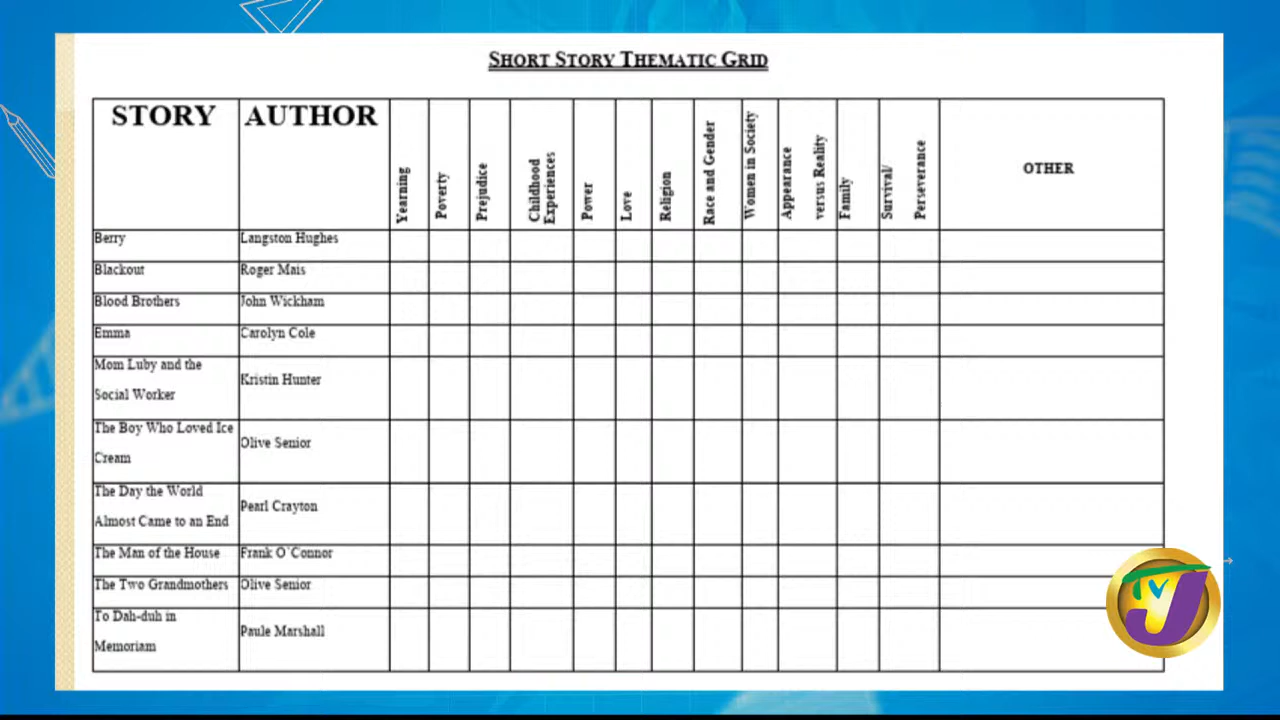 SHORT STORY THEMATIC GRID
STORY
AUTHOR
Yearning
Poverty
Prejudice
Childhood
Experiences
Power
Love
Religion
Race and Gender
Women in Society
Appearance
versus Reality
Family
Survival/
Perseverance
OTHER
Berry
Langston Hughes
Blackout
Roger Mais
Blood Brothers
John Wickham
Emma
Carolyn Cole
Mom Luby and the
Social Worker
Kristin Hunter
The Boy Who Loved Ice
Cream
Olive Senior
The Day the World
Almost Came to an End
Pearl Crayton
The Man of the House
Frank O`Connor
The Two Grandmothers
Olive Senior
To Dah-duh in
Memoriam
Paule Marshall
TVJ